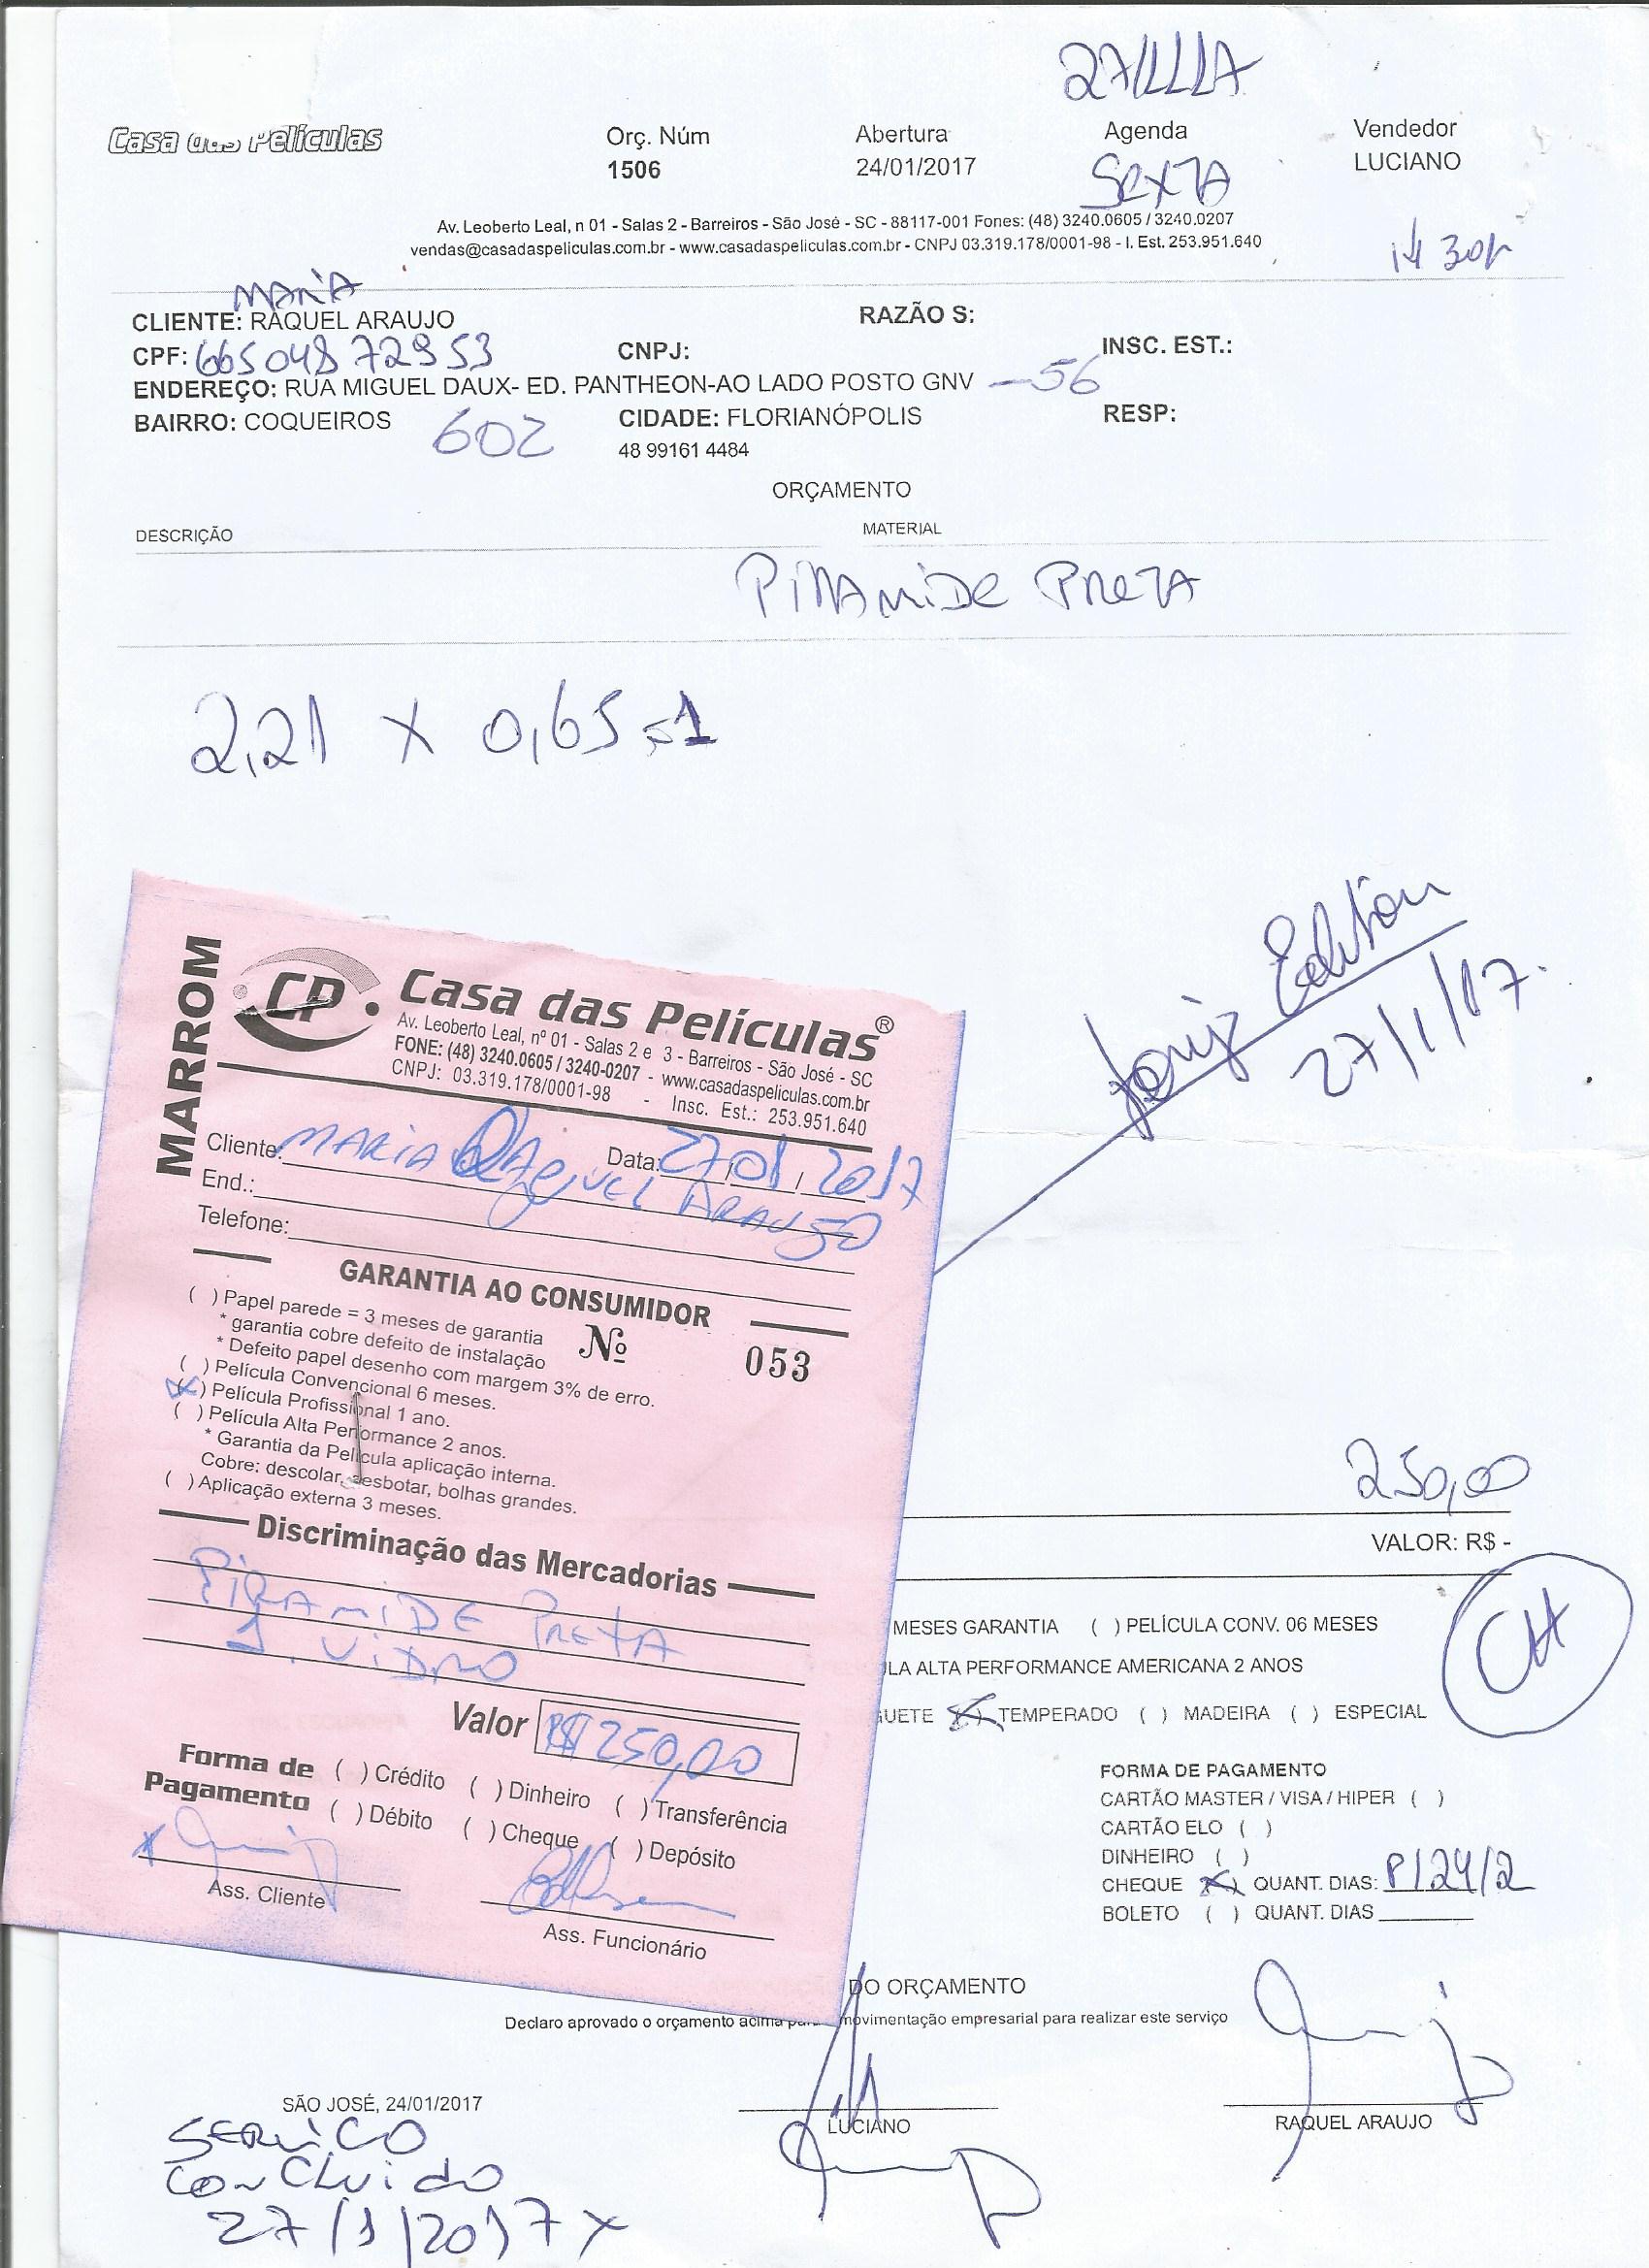 Casa das Películas
Orç. Núm
1506
Abertura
24/01/2017
Agenda
SEXTA
Vendedor
LUCIANO
Av. Leoberto Leal, n 01 - Salas 2 - Barreiros - São José - SC - 88117-001 Fones: (48) 3240.0605 / 3240.0207
vendas@casadaspeliculas.com.br - www.casadaspeliculas.com.br - CNPJ 03.319.178/0001-98 - I. Est. 253.951.640
MARIA
CLIENTE: RAQUEL ARAUJO RAZÃO S:
CPF: 66504872953 CNPJ: INSC. EST.:
ENDEREÇO: RUA MIGUEL DAUX- ED. PANTHEON-AO LADO POSTO GNV - 56
BAIRRO: COQUEIROS 602 CIDADE: FLORIANÓPOLIS RESP:
48 99161 4484
ORÇAMENTO
DESCRIÇÃO MATERIAL
PIRAMIDE PRETA
2,21 X 0,65 = 1
27/1/17.
MARROM
CP
Casa das Películas®
Av. Leoberto Leal, nº 01 - Salas 2 e 3 - Barreiros - São José - SC
FONE: (48) 3240.0605 / 3240-0207 - www.casadaspeliculas.com.br
CNPJ: 03.319.178/0001-98 - Insc. Est.: 253.951.640
Cliente: MARIA RAQUEL ARAUJO Data: 27/01/2017
End.:
Telefone:
GARANTIA AO CONSUMIDOR
( ) Papel parede = 3 meses de garantia
* garantia cobre defeito de instalação
* Defeito papel desenho com margem 3% de erro.
Nº 053
( ) Película Convencional 6 meses.
(X) Película Profissional 1 ano.
( ) Película Alta Performance 2 anos.
* Garantia da Película aplicação interna.
Cobre: descolar, desbotar, bolhas grandes.
( ) Aplicação externa 3 meses.
Discriminação das Mercadorias
PIRAMIDE PRETA
1. VIDRO
Valor R$ 250,00
Forma de Pagamento
( ) Crédito ( ) Dinheiro ( ) Transferência
( ) Débito ( ) Cheque ( ) Depósito
Ass. Cliente
Ass. Funcionário
250,00
VALOR: R$ -
MESES GARANTIA ( ) PELÍCULA CONV. 06 MESES
LA ALTA PERFORMANCE AMERICANA 2 ANOS
UETE (X) TEMPERADO ( ) MADEIRA ( ) ESPECIAL
CH
FORMA DE PAGAMENTO
CARTÃO MASTER / VISA / HIPER ( )
CARTÃO ELO ( )
DINHEIRO ( )
CHEQUE (X) QUANT. DIAS: P/24/2
BOLETO ( ) QUANT. DIAS
DO ORÇAMENTO
Declaro aprovado o orçamento acima movimentação empresarial para realizar este serviço
SÃO JOSÉ, 24/01/2017
LUCIANO
RAQUEL ARAUJO
SERVICO
CONCLUIDO
27/1/2017 X